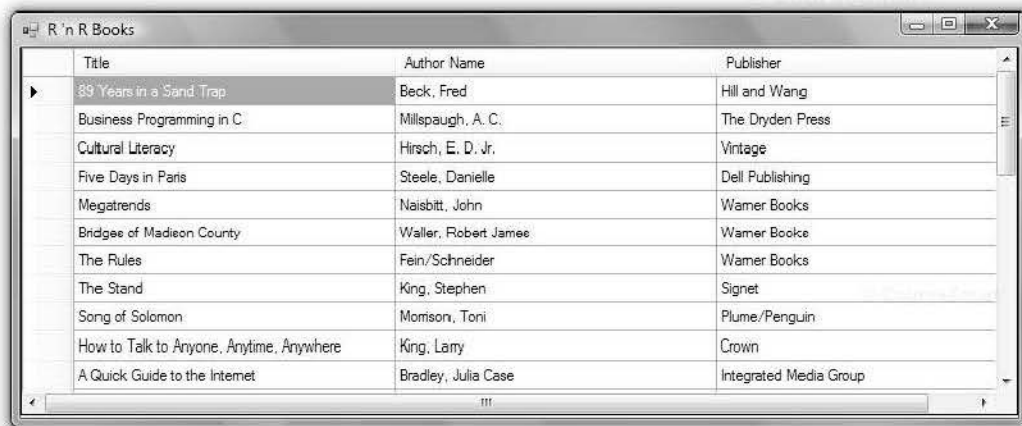 R 'n R Books
Title Author Name Publisher
89 Years in a Sand Trap Beck, Fred Hill and Wang
Business Programming in C Millspaugh, A. C. The Dryden Press
Cultural Literacy Hirsch, E. D. Jr. Vintage
Five Days in Paris Steele, Danielle Dell Publishing
Megatrends Naisbitt, John Warner Books
Bridges of Madison County Waller, Robert James Warner Books
The Rules Fein/Schneider Warner Books
The Stand King, Stephen Signet
Song of Solomon Morrison, Toni Plume/Penguin
How to Talk to Anyone, Anytime, Anywhere King, Larry Crown
A Quick Guide to the Internet Bradley, Julia Case Integrated Media Group